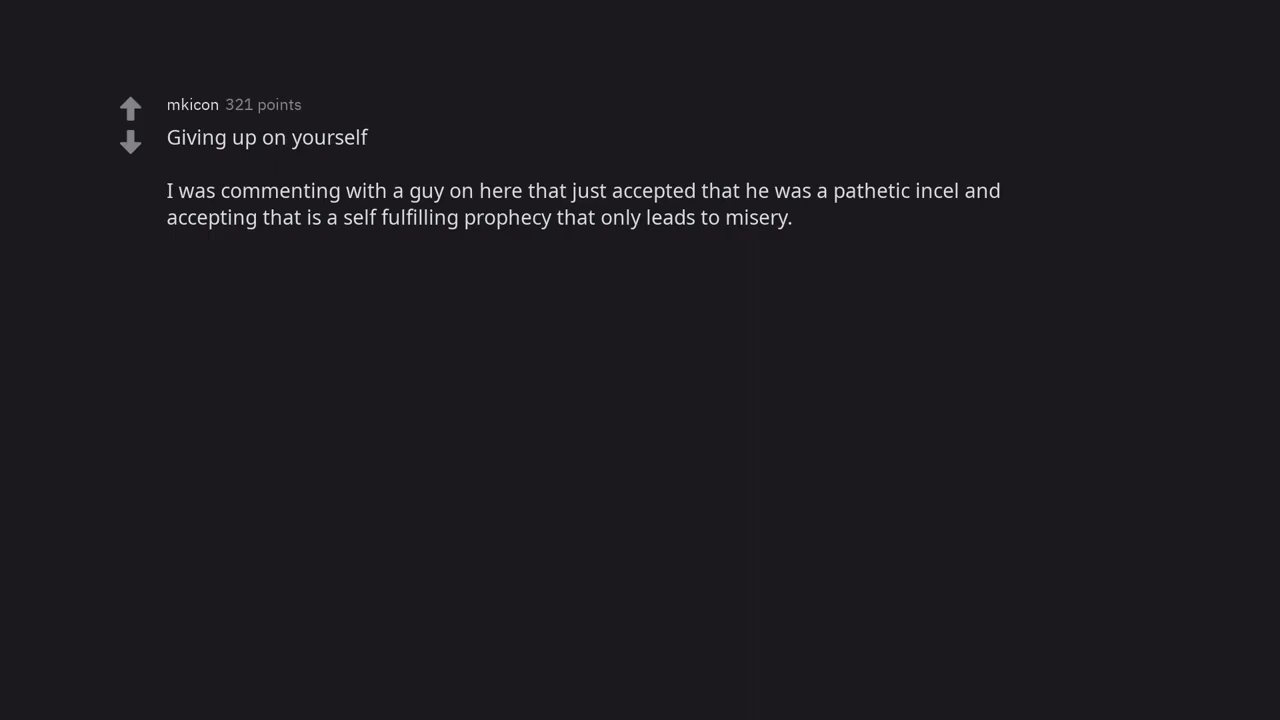 mkicon 321 points
Giving up on yourself
I was commenting with a guy on here that just accepted that he was a pathetic incel and
accepting that is a self fulfilling prophecy that only leads to misery.